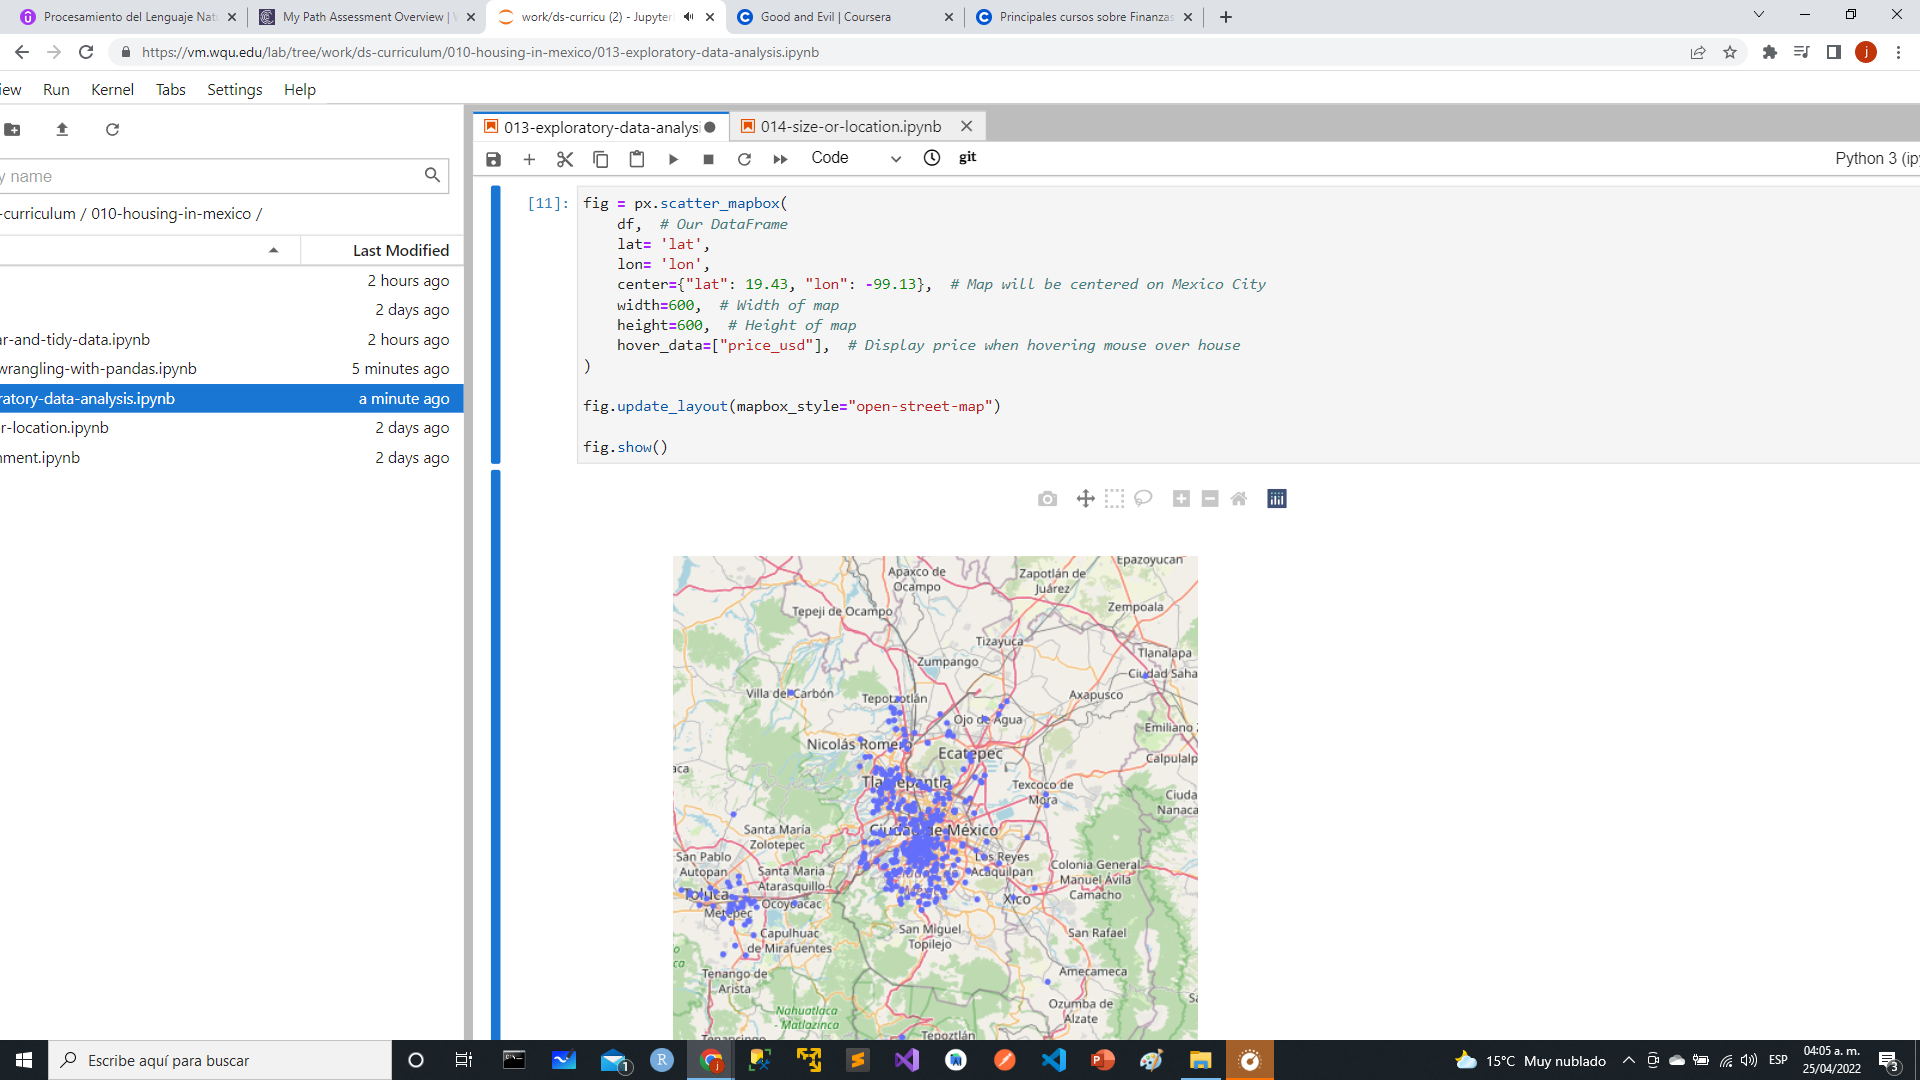 Procesamiento del Lenguaje Nat
My Path Assessment Overview | W
work/ds-curricu (2) - Jupyter
Good and Evil | Coursera
Principales cursos sobre Finanzas
https://vm.wqu.edu/lab/tree/work/ds-curriculum/010-housing-in-mexico/013-exploratory-data-analysis.ipynb
j
iew Run Kernel Tabs Settings Help
y name
-curriculum / 010-housing-in-mexico /
Last Modified
2 hours ago
2 days ago
ar-and-tidy-data.ipynb 2 hours ago
wrangling-with-pandas.ipynb 5 minutes ago
ratory-data-analysis.ipynb a minute ago
r-location.ipynb 2 days ago
nment.ipynb 2 days ago
013-exploratory-data-analysi
014-size-or-location.ipynb
Code
git
Python 3 (ipy
[11]:
fig = px.scatter_mapbox(
df,  # Our DataFrame
lat= 'lat',
lon= 'lon',
center={"lat": 19.43, "lon": -99.13},  # Map will be centered on Mexico City
width=600,  # Width of map
height=600,  # Height of map
hover_data=["price_usd"],  # Display price when hovering mouse over house
)
fig.update_layout(mapbox_style="open-street-map")
fig.show()
Epazoyucan
Apaxco de
Ocampo
Zapotlán de
Juárez
Tepeji de Ocampo
Zempoala
Tizayuca
Tlanalapa
Zumpango
Ciudad Saha
Villa del Carbón
Tepotzotlán
Axapusco
Ojo de Agua
Emiliano Z
Nicolás Romero
Ecatepec
Calpulalp
aca
Tlalnepantla
Texcoco de
Mora
Ciuda
Nanaca
Santa María
Zolotepec
Ciudad de México
San Pablo
Autopan
Los Reyes
Acaquilpan
Santa María
Atarasquillo
Colonia General
Manuel Ávila
Camacho
Toluca
Metepec
Ocoyoacac
Xico
Capulhuac
de Mirafuentes
San Miguel
Topilejo
San Rafael
Tenango de
Arista
Amecameca
Ozumba de
Alzate
Nahuatlaca
- Matlazinca
Tepoztlán
Tenancingo
Escribe aquí para buscar
1
15°C Muy nublado
ESP
04:05 a. m.
25/04/2022
3